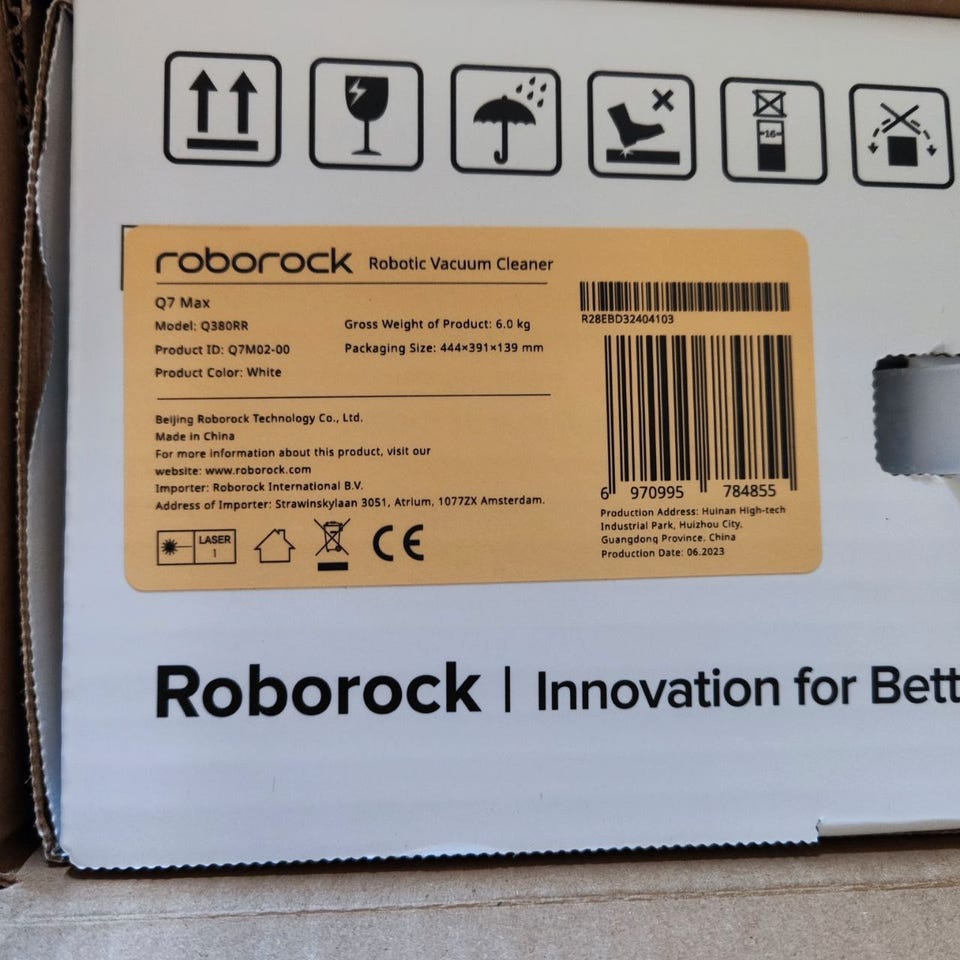 -16-
roborock Robotic Vacuum Cleaner
Q7 Max
Model: Q380RR
Gross Weight of Product: 6.0 kg
Product ID: Q7M02-00
Packaging Size: 444×391×139 mm
Product Color: White
R28EBD32404103
6 970995 784855
Beijing Roborock Technology Co., Ltd.
Made in China
For more information about this product, visit our
website: www.roborock.com
Importer: Roborock International B.V.
Address of Importer: Strawinskylaan 3051, Atrium, 1077ZX Amsterdam.
LASER
1
CE
Production Address: Huinan High-tech
Industrial Park, Huizhou City,
Guangdong Province, China
Production Date: 06.2023
Roborock | Innovation for Bett